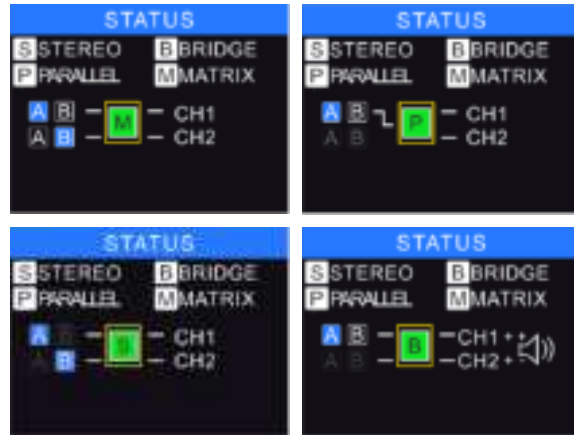 STATUS
S STEREO B BRIDGE
P PARALLEL M MATRIX
A B M CH1
A B CH2
STATUS
S STEREO B BRIDGE
P PARALLEL M MATRIX
A B P CH1
A B CH2
STATUS
S STEREO B BRIDGE
P PARALLEL M MATRIX
A B S CH1
A B CH2
STATUS
S STEREO B BRIDGE
P PARALLEL M MATRIX
A B B CH1 +
A B CH2 +